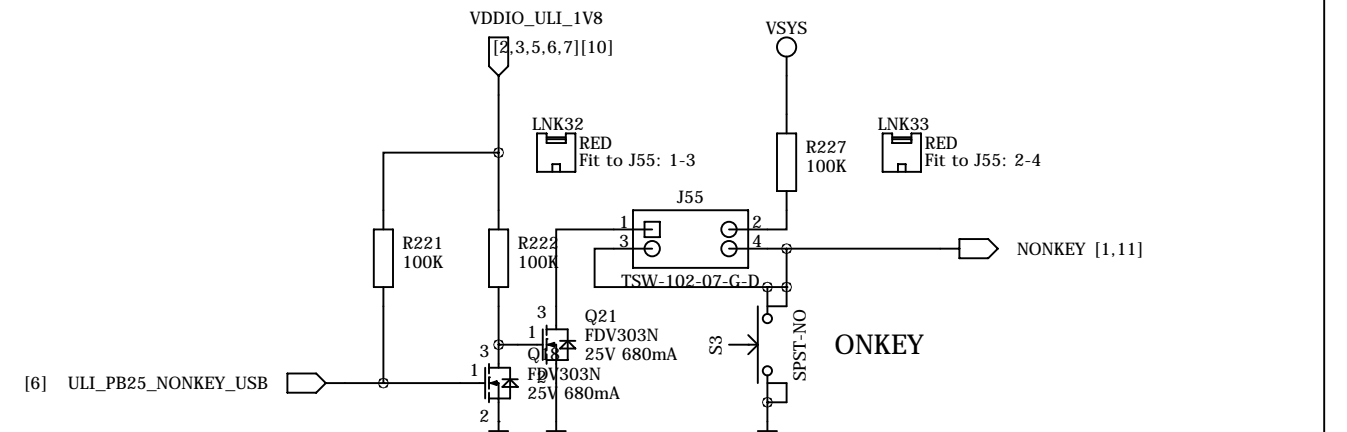 VDDIO_ULI_1V8
[2,3,5,6,7][10]
VSYS
LNK32
RED
Fit to J55: 1-3
R227
100K
LNK33
RED
Fit to J55: 2-4
J55
1
2
3
4
TSW-102-07-G-D
NONKEY [1,11]
R221
100K
R222
100K
3
1
2
Q21
FDV303N
25V 680mA
3
1
2
Q18
FDV303N
25V 680mA
S3
SPST-NO
ONKEY
[6] ULI_PB25_NONKEY_USB